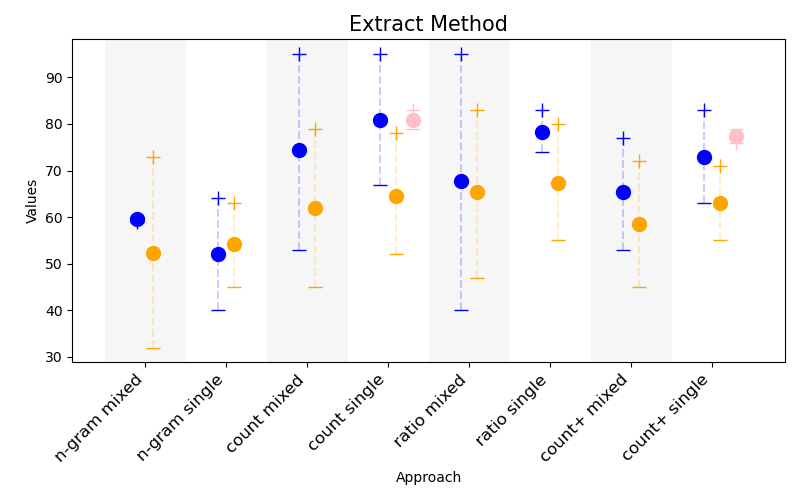 Extract Method
Values
90
80
70
60
50
40
30
n-gram mixed
n-gram single
count mixed
count single
ratio mixed
ratio single
count+ mixed
count+ single
Approach